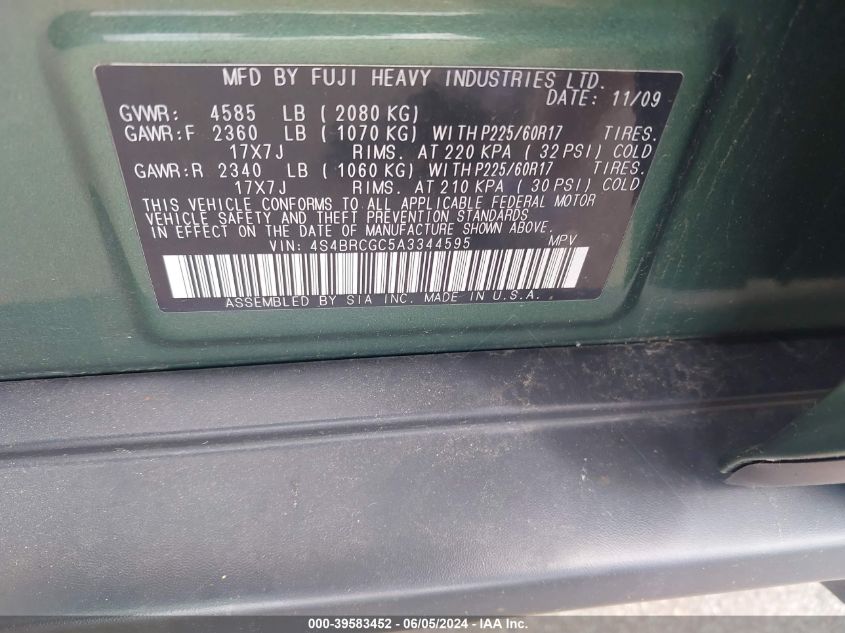 MFD BY FUJI HEAVY INDUSTRIES LTD.
DATE: 11/09
GVWR: 4585 LB (2080 KG)
GAWR:F 2360 LB (1070 KG) WITH P225/60R17 TIRES.
17X7J RIMS. AT 220 KPA (32 PSI) COLD
GAWR:R 2340 LB (1060 KG) WITH P225/60R17 TIRES.
17X7J RIMS. AT 210 KPA (30 PSI) COLD
THIS VEHICLE CONFORMS TO ALL APPLICABLE FEDERAL MOTOR
VEHICLE SAFETY AND THEFT PREVENTION STANDARDS
IN EFFECT ON THE DATE OF MANUFACTURE SHOWN ABOVE.
VIN: 4S4BRCGC5A3344595 MPV
ASSEMBLED BY SIA INC. MADE IN U.S.A.
000-39583452 - 06/05/2024 - IAA Inc.